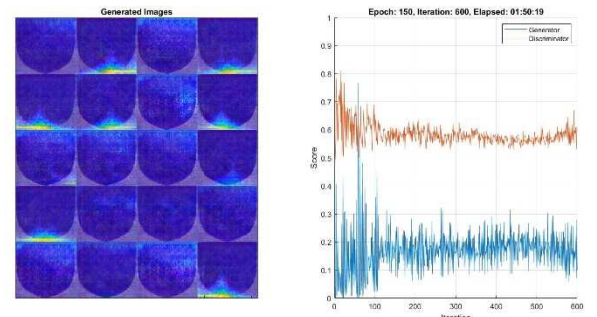 Generated Images
Epoch: 150, Iteration: 600, Elapsed: 01:50:19
Generator
Discriminator
Score
1
0.9
0.8
0.7
0.6
0.5
0.4
0.3
0.2
0.1
0
0 100 200 300 400 500 600